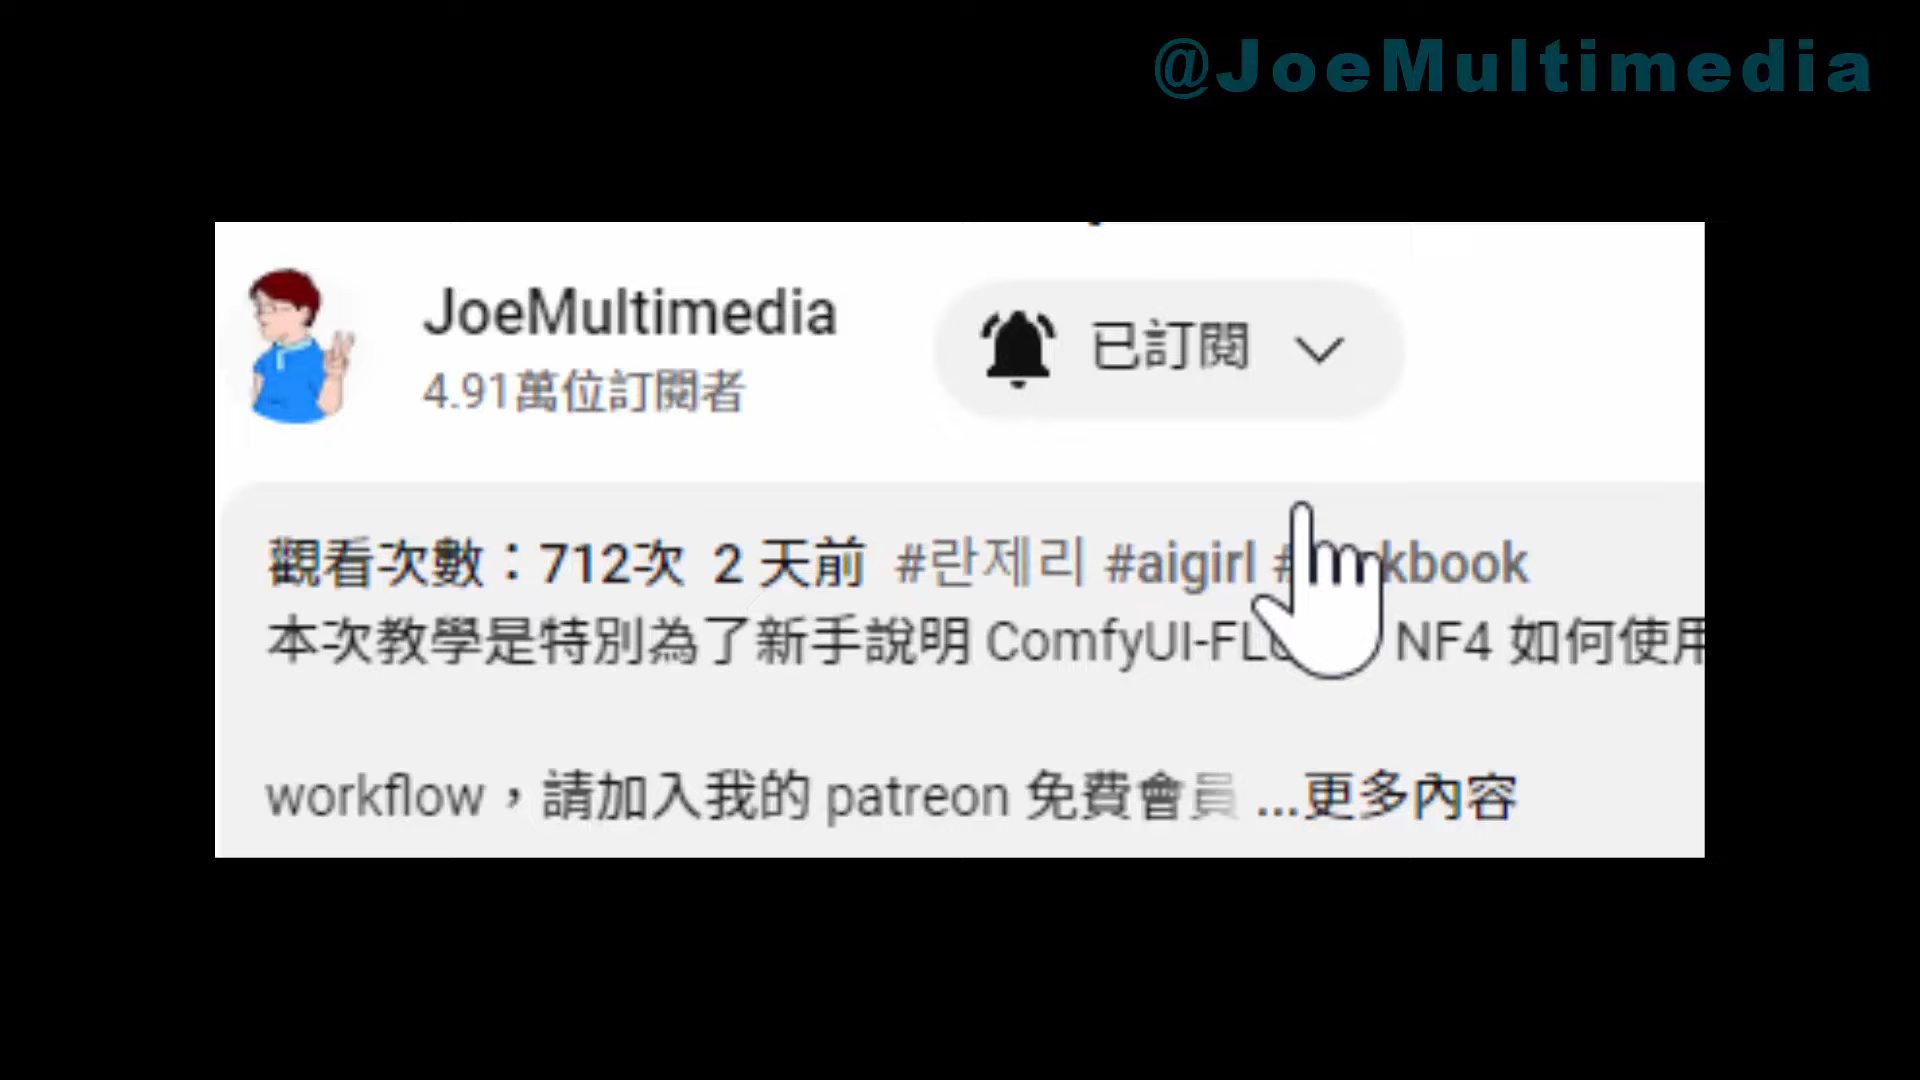 @JoeMultimedia
JoeMultimedia
已訂閱
4.91萬位訂閱者
觀看次數：712次 2 天前 #란제리 #aigirl
本次教學是特別為了新手說明 NF4 如何使用
workflow，請加入我的 patreon 免費會員 ...更多內容